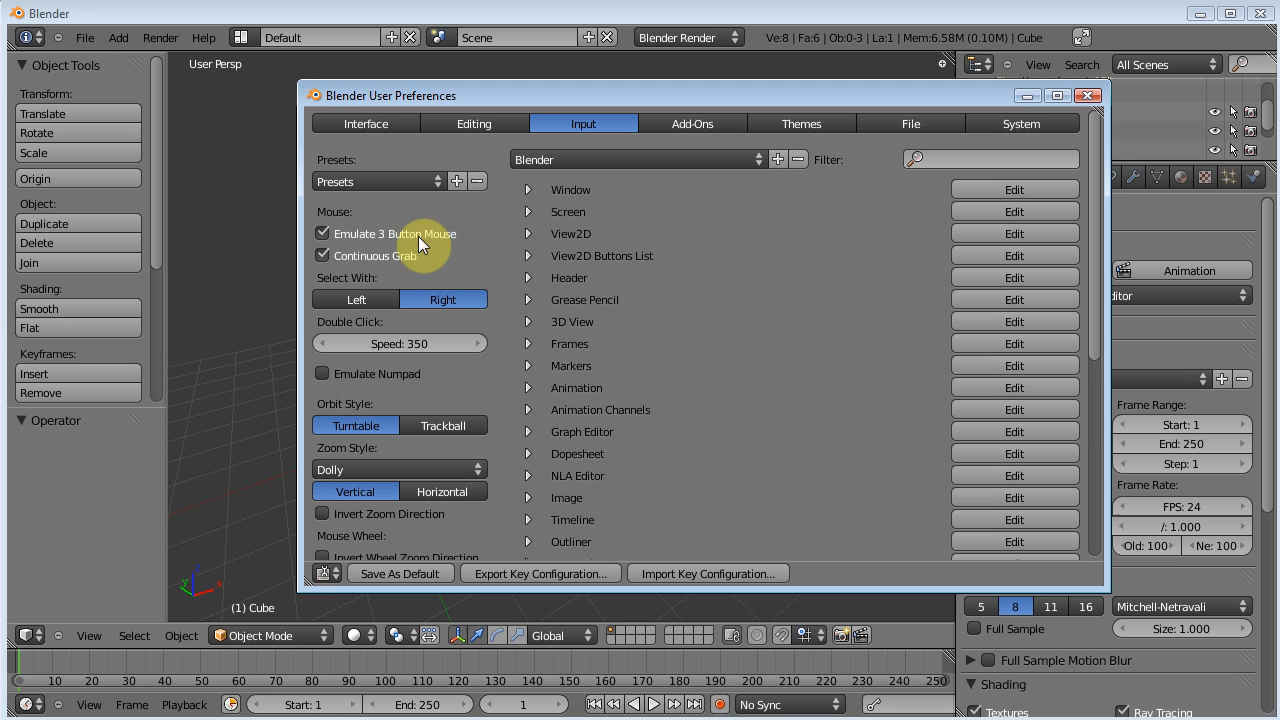 Blender
File Add Render Help Default Scene Blender Render Ve:8 | Fa:6 | Ob:0-3 | La:1 | Mem:6.58M (0.10M) | Cube
Object Tools
Transform:
Translate
Rotate
Scale
Origin
Object:
Duplicate
Delete
Join
Shading:
Smooth
Flat
Keyframes:
Insert
Remove
Operator
User Persp
(1) Cube
Blender User Preferences
Interface Editing Input Add-Ons Themes File System
Presets:
Presets
Mouse:
Emulate 3 Button Mouse
Continuous Grab
Select With:
Left Right
Double Click:
Speed: 350
Emulate Numpad
Orbit Style:
Turntable Trackball
Zoom Style:
Dolly
Vertical Horizontal
Invert Zoom Direction
Mouse Wheel:
Invert Wheel Zoom Direction
Blender Filter:
Window Edit
Screen Edit
View2D Edit
View2D Buttons List Edit
Header Edit
Grease Pencil Edit
3D View Edit
Frames Edit
Markers Edit
Animation Edit
Animation Channels Edit
Graph Editor Edit
Dopesheet Edit
NLA Editor Edit
Image Edit
Timeline Edit
Outliner Edit
Save As Default Export Key Configuration... Import Key Configuration...
View Search All Scenes
Animation
ditor
Frame Range:
Start: 1
End: 250
Step: 1
Frame Rate:
FPS: 24
/: 1.000
Old: 100 Ne: 100
5 8 11 16 Mitchell-Netravali
Full Sample Size: 1.000
Full Sample Motion Blur
Shading
Textures Ray Tracing
View Select Object Object Mode Global
10 20 30 40 50 60 70 80 90 100 110 120 130 140 150 160 170 180 190 200 210 220 230 240 250
View Frame Playback Start: 1 End: 250 1 No Sync
x
y